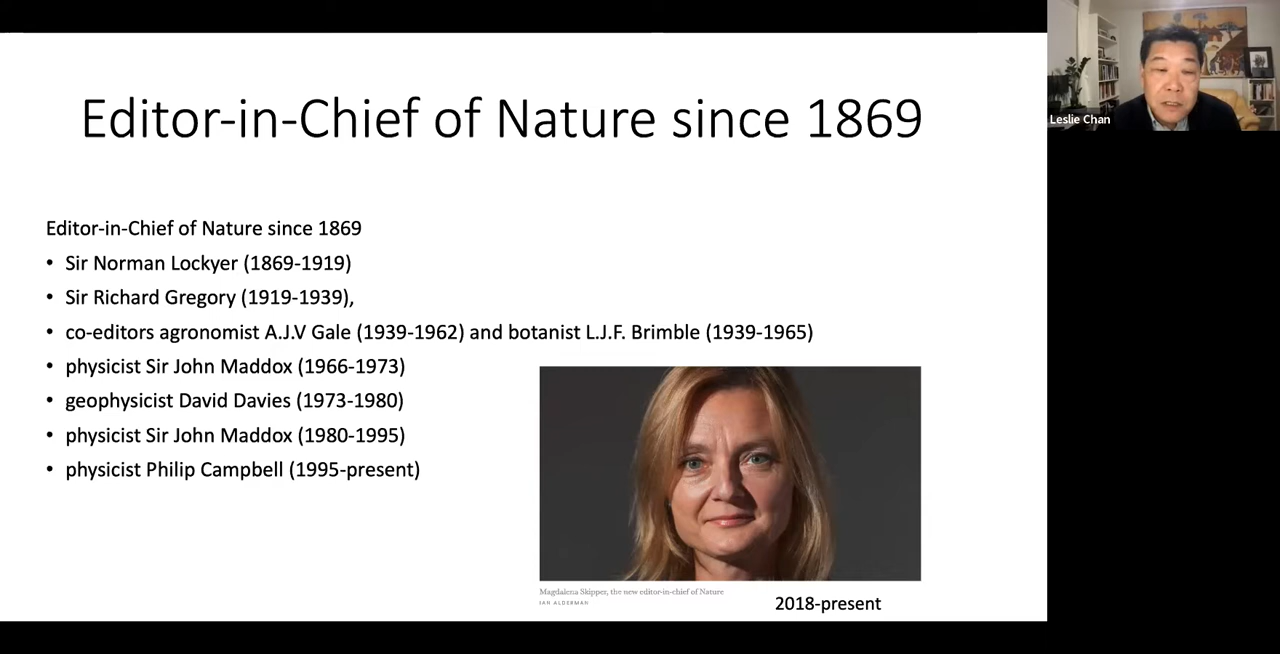 Editor-in-Chief of Nature since 1869
Leslie Chan
Editor-in-Chief of Nature since 1869
• Sir Norman Lockyer (1869-1919)
• Sir Richard Gregory (1919-1939),
• co-editors agronomist A.J.V Gale (1939-1962) and botanist L.J.F. Brimble (1939-1965)
• physicist Sir John Maddox (1966-1973)
• geophysicist David Davies (1973-1980)
• physicist Sir John Maddox (1980-1995)
• physicist Philip Campbell (1995-present)
Magdalena Skipper, the new editor-in-chief of Nature
IAN ALDERMAN
2018-present